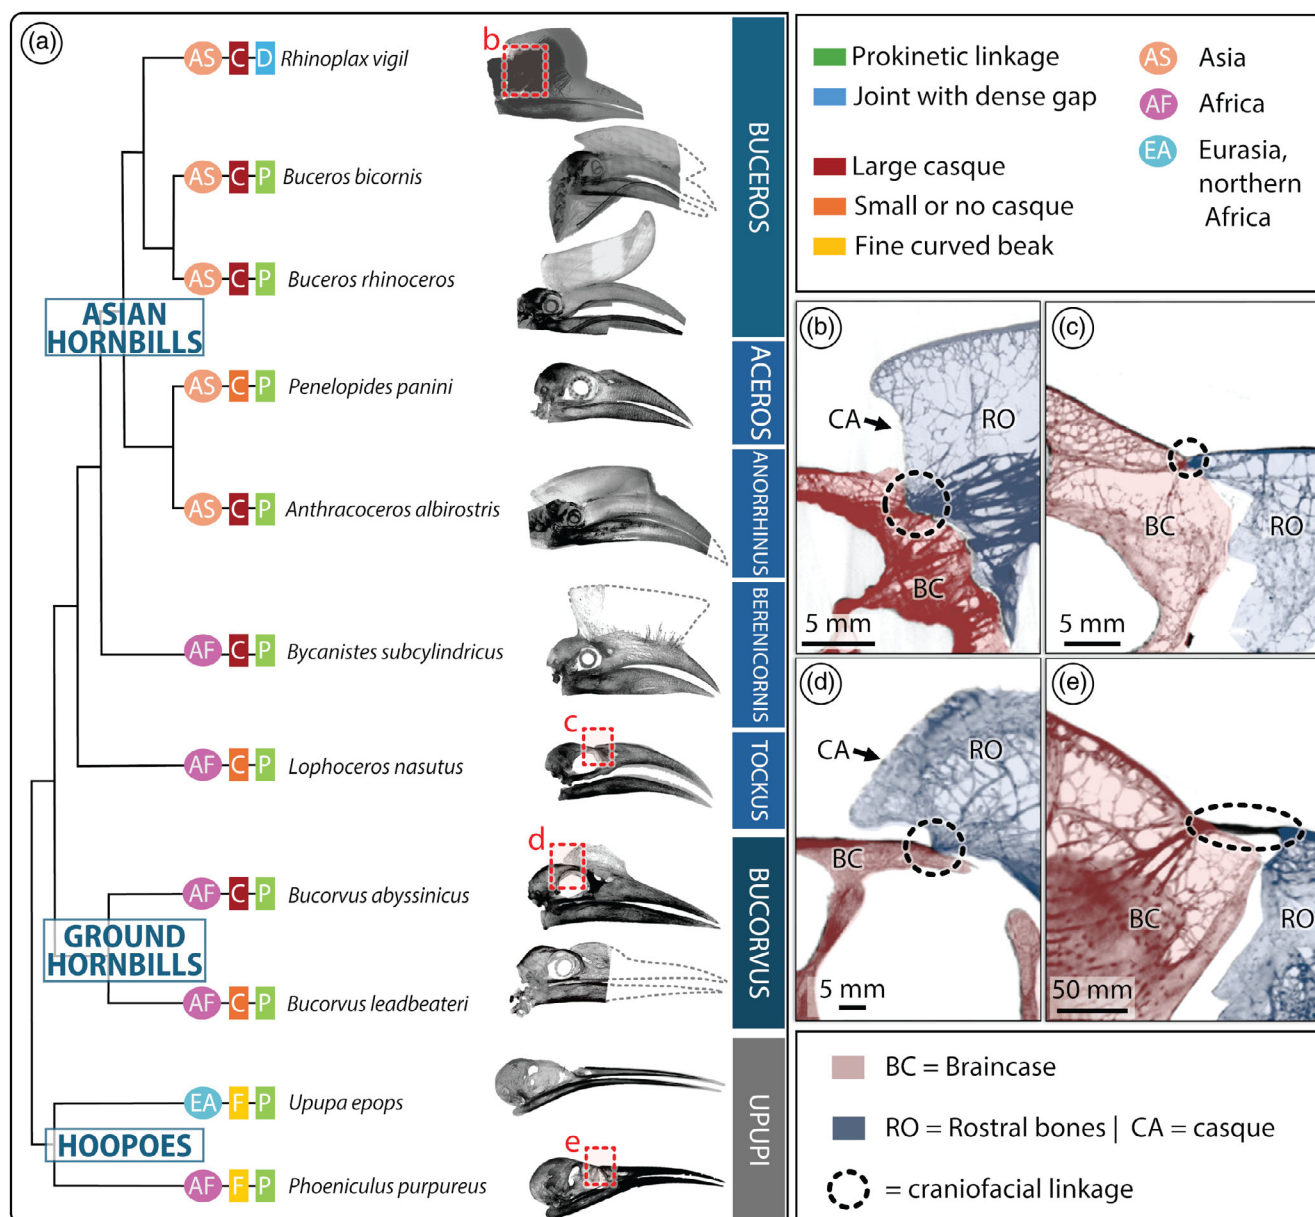 (a)
AS C D Rhinoplax vigil
b
AS C P Buceros bicornis
AS C P Buceros rhinoceros
BUCEROS
ASIAN
HORNBILLS
AS C P Penelopides panini
ACEROS
AS C P Anthracoceros albirostris
ANORRHINUS
AF C P Bycanistes subcylindricus
BERENICORNIS
c
AF C P Lophoceros nasutus
TOCKUS
d
AF C P Bucorvus abyssinicus
GROUND
HORNBILLS
AF C P Bucorvus leadbeateri
BUCORVUS
EA F P Upupa epops
HOOPOES
e
AF F P Phoeniculus purpureus
UPUPI
Prokinetic linkage
Joint with dense gap
Large casque
Small or no casque
Fine curved beak
AS Asia
AF Africa
EA Eurasia,
northern
Africa
(b)
CA
RO
BC
5 mm
(c)
BC
RO
5 mm
(d)
CA
RO
BC
5 mm
(e)
BC
RO
50 mm
BC = Braincase
RO = Rostral bones | CA = casque
= craniofacial linkage